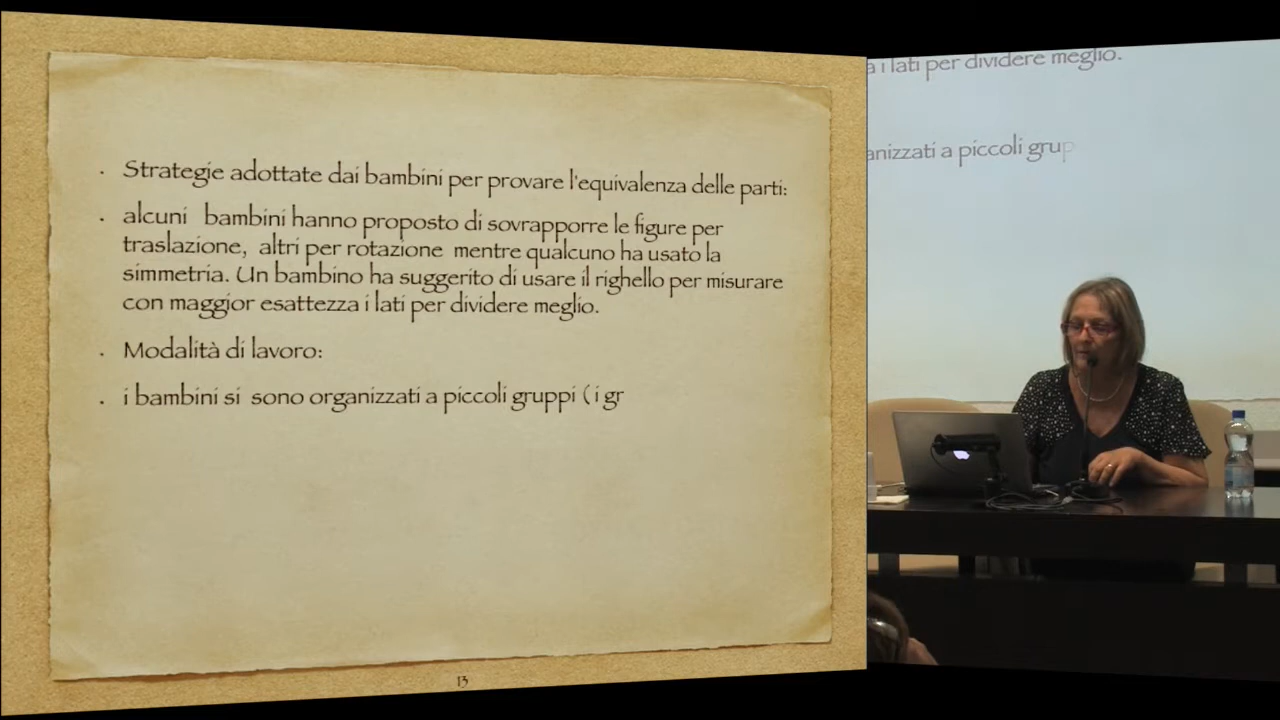 . Strategie adottate dai bambini per provare l'equivalenza delle parti:
. alcuni bambini hanno proposto di sovrapporre le figure per
traslazione, altri per rotazione mentre qualcuno ha usato la
simmetria. Un bambino ha suggerito di usare il righello per misurare
con maggior esattezza i lati per dividere meglio.
. Modalità di lavoro:
. i bambini si sono organizzati a piccoli gruppi ( i gr
13
a i lati per dividere meglio.
anizzati a piccoli grup